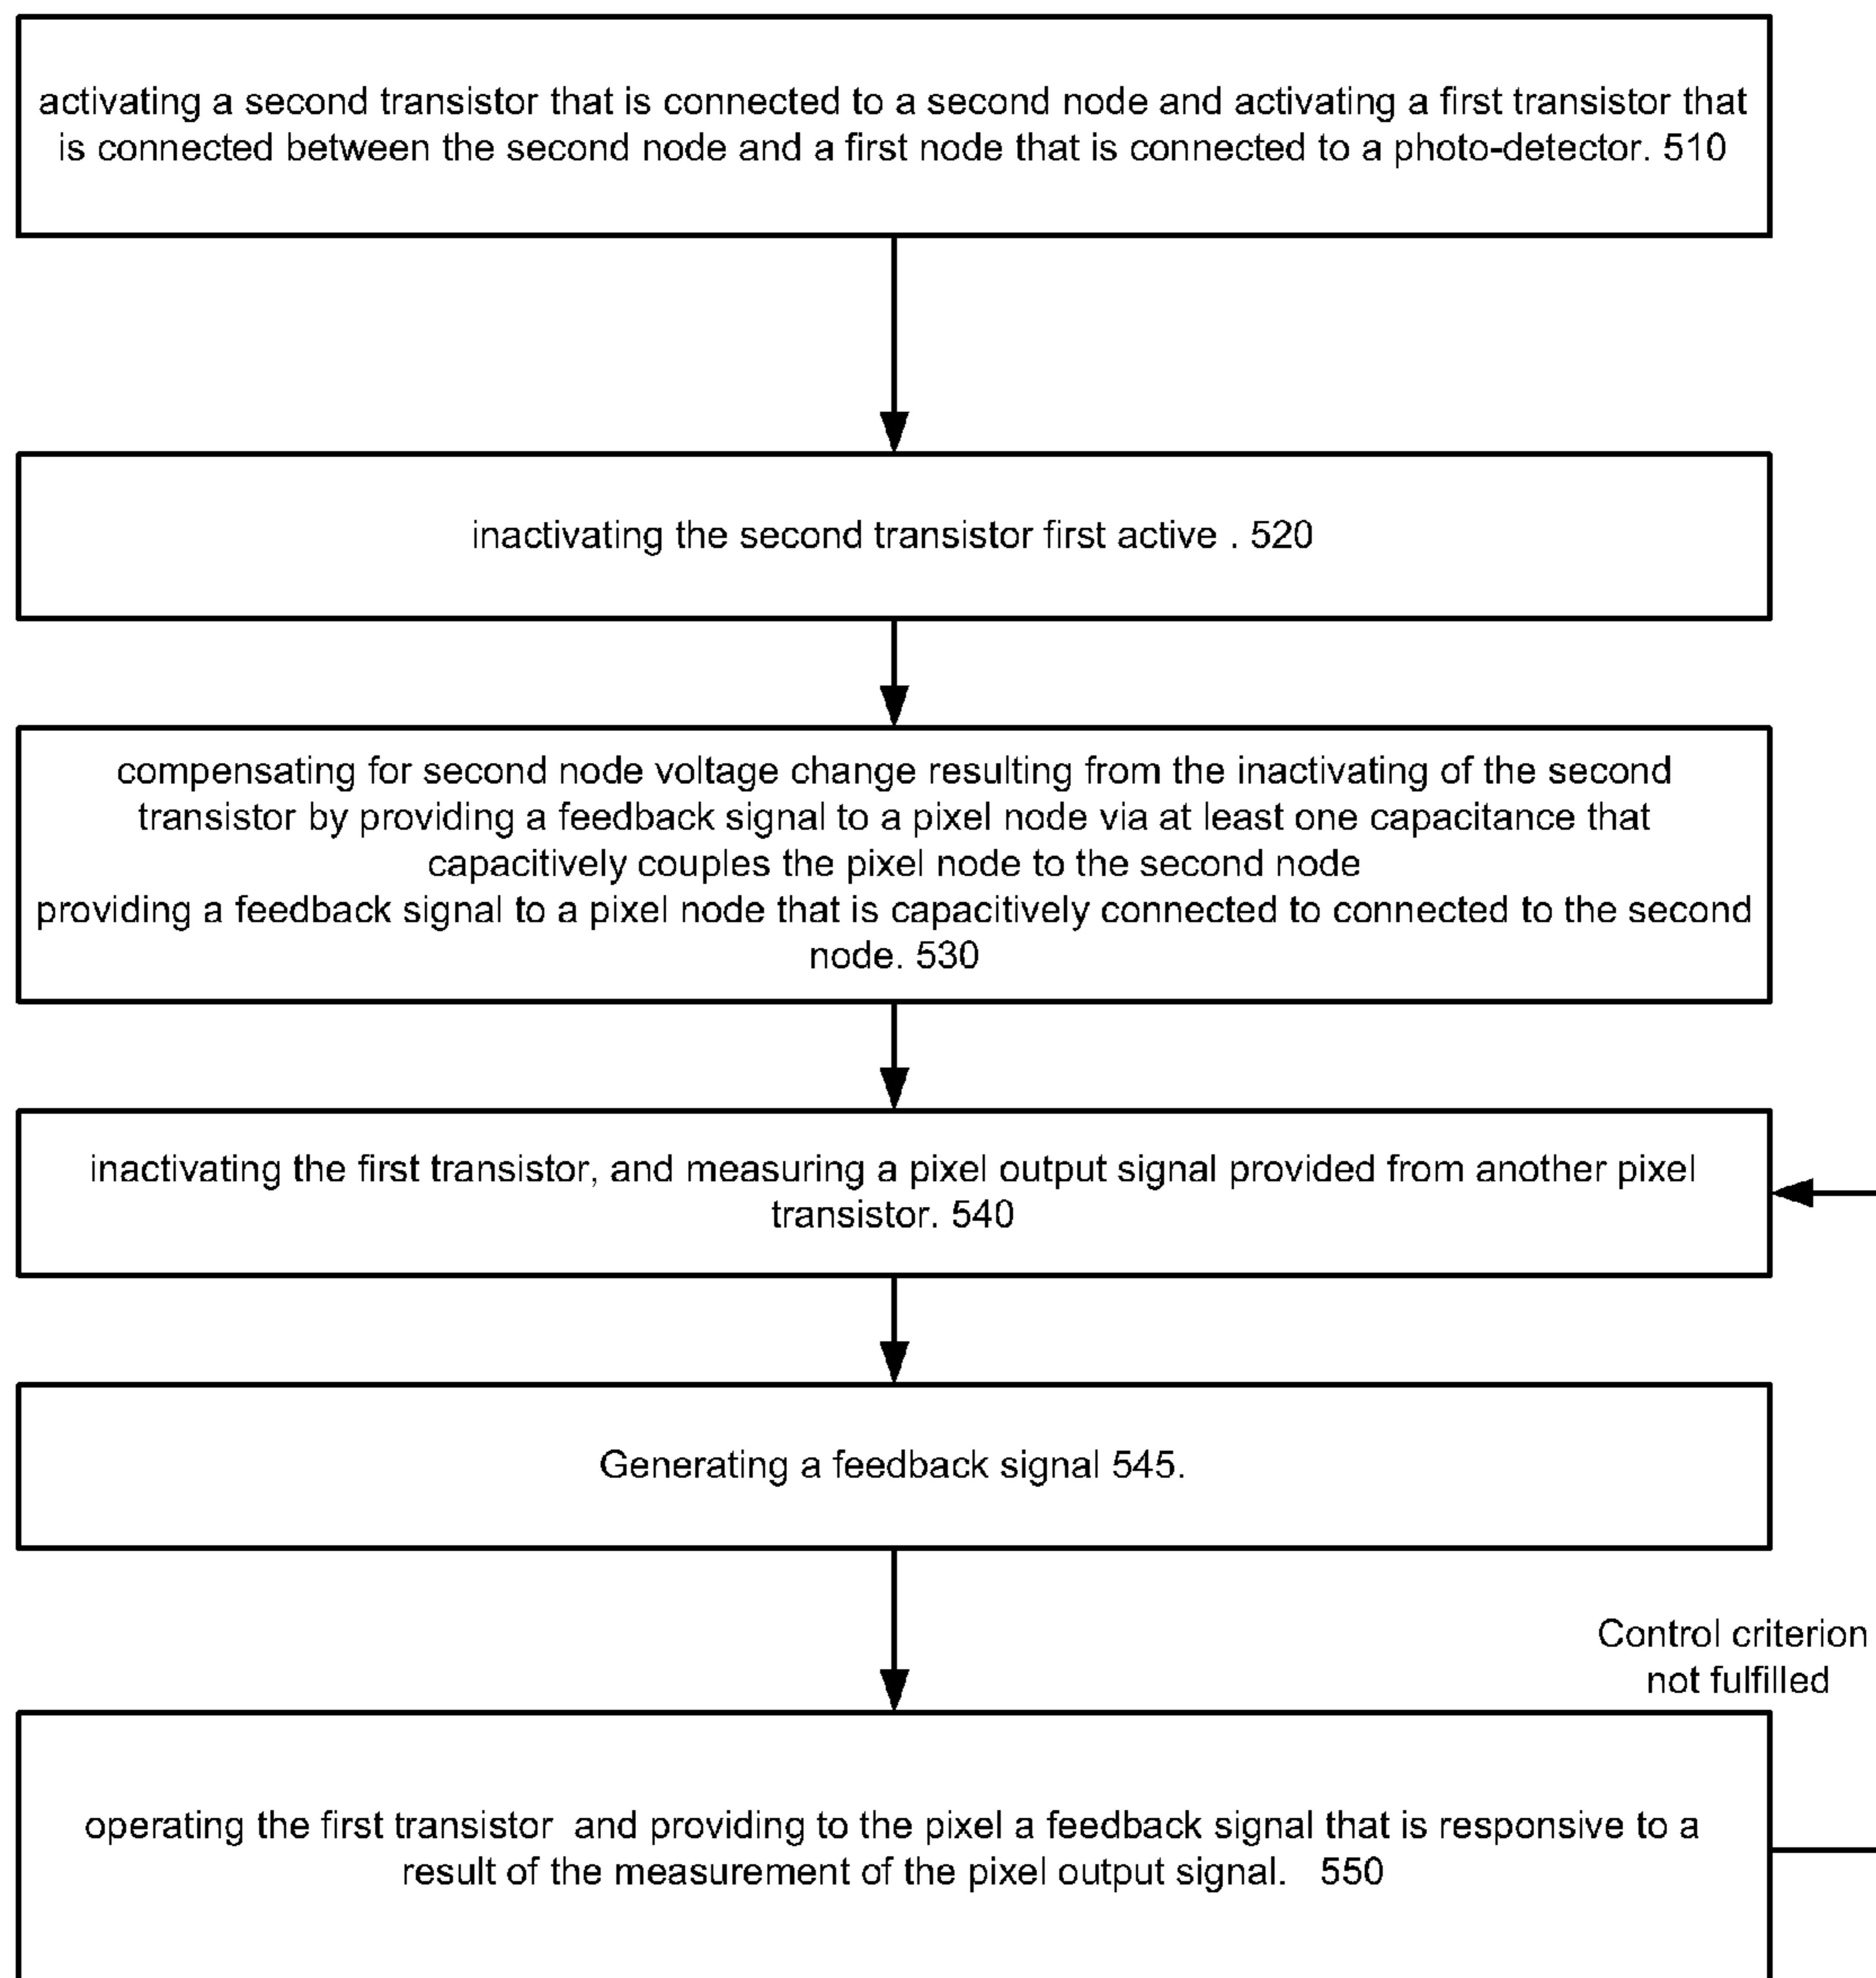 activating a second transistor that is connected to a second node and activating a first transistor that
is connected between the second node and a first node that is connected to a photo-detector. 510
inactivating the second transistor first active . 520
compensating for second node voltage change resulting from the inactivating of the second
transistor by providing a feedback signal to a pixel node via at least one capacitance that
capacitively couples the pixel node to the second node
providing a feedback signal to a pixel node that is capacitively connected to connected to the second
node. 530
inactivating the first transistor, and measuring a pixel output signal provided from another pixel
transistor. 540
Generating a feedback signal 545.
Control criterion
not fulfilled
operating the first transistor  and providing to the pixel a feedback signal that is responsive to a
result of the measurement of the pixel output signal.   550